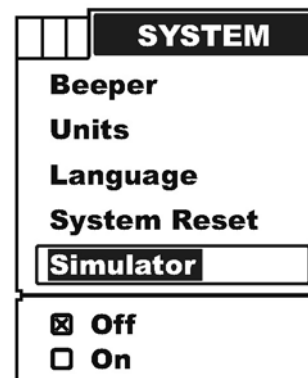 SYSTEM
Beeper
Units
Language
System Reset
Simulator
Off
On